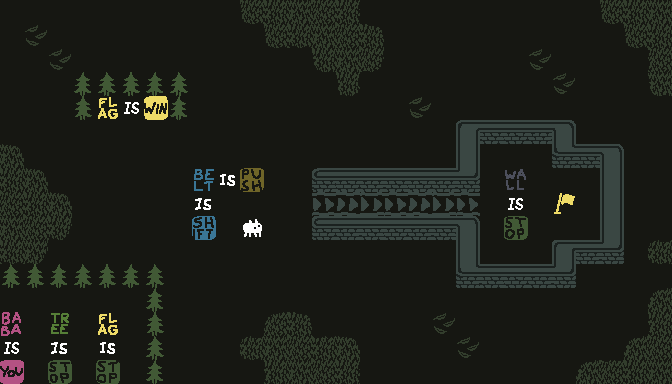 FLAG IS WIN
BELT IS PUSH
IS
SHIFT
WALL
IS
STOP
BABA TREE FLAG
IS IS IS
YOU STOP STOP